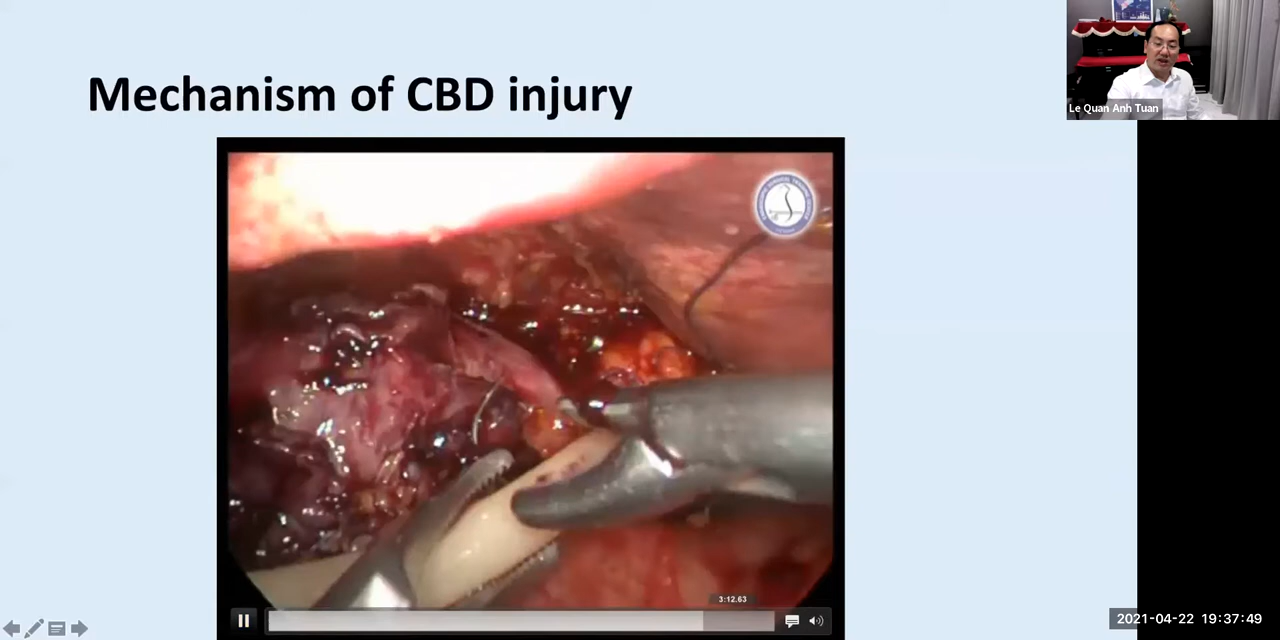 Mechanism of CBD injury
Le Quan Anh Tuan
3:12.63
2021-04-22 19:37:49